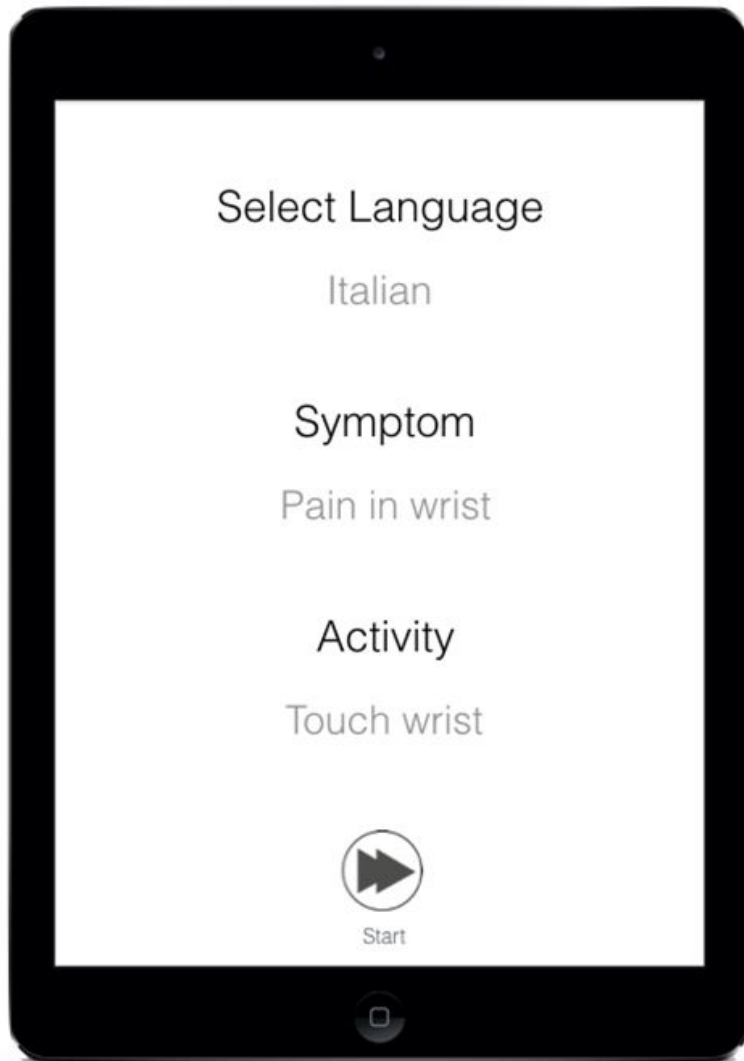 Select Language
Italian
Symptom
Pain in wrist
Activity
Touch wrist
Start